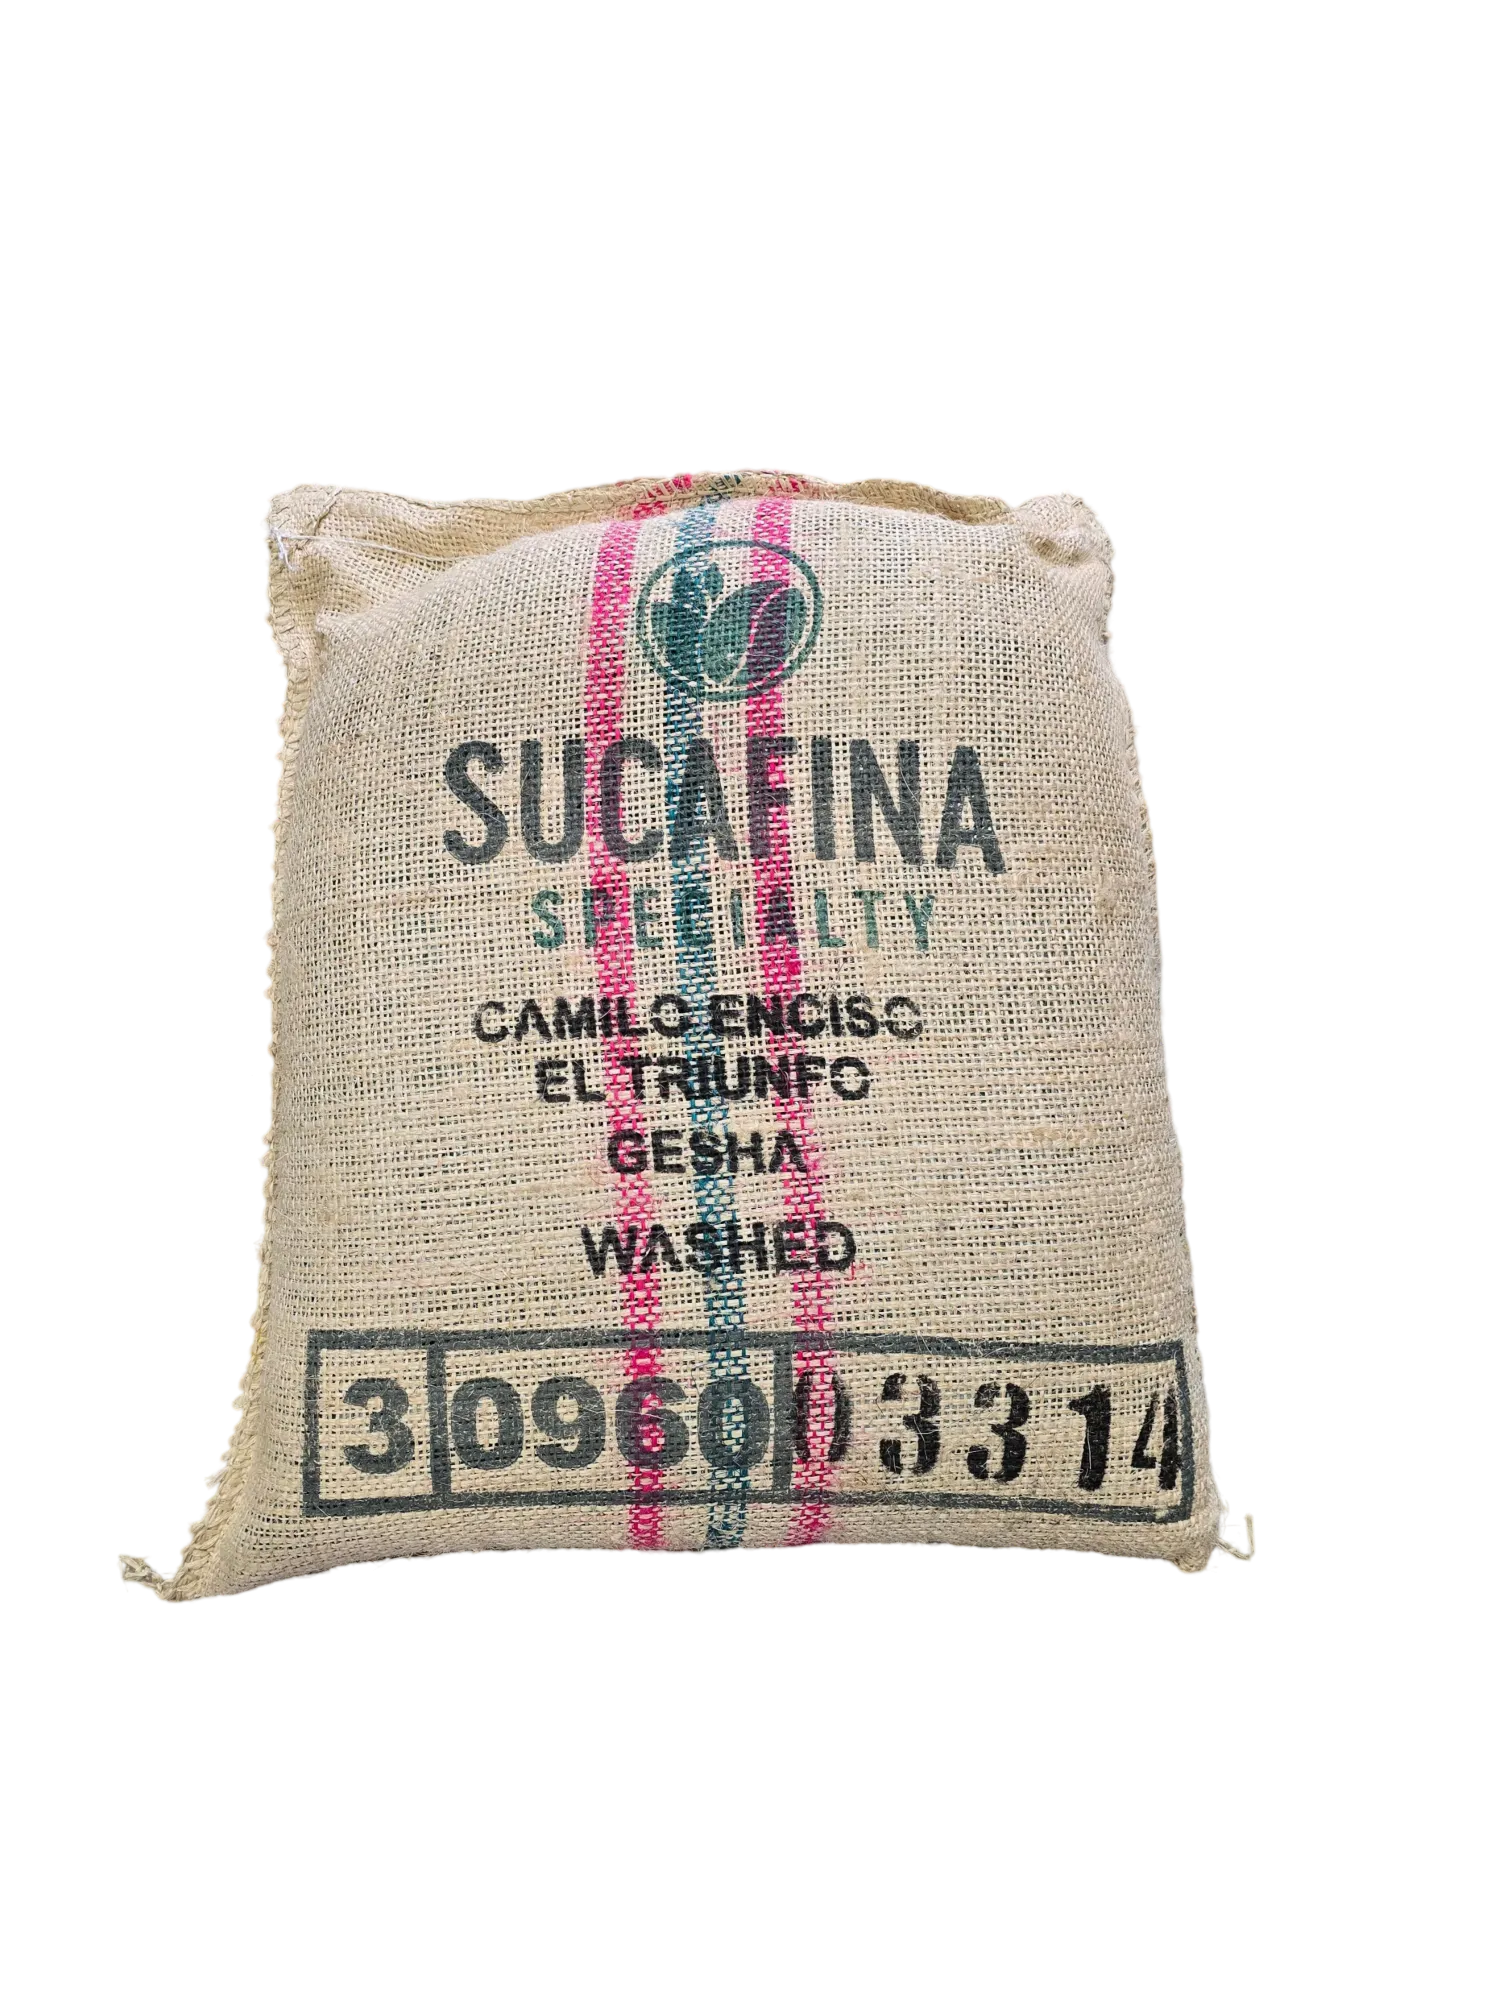 SUCAFINA
SPECIALTY
CAMILO ENCISO
EL TRIUNFO
GESHA
WASHED
3 0960 03314